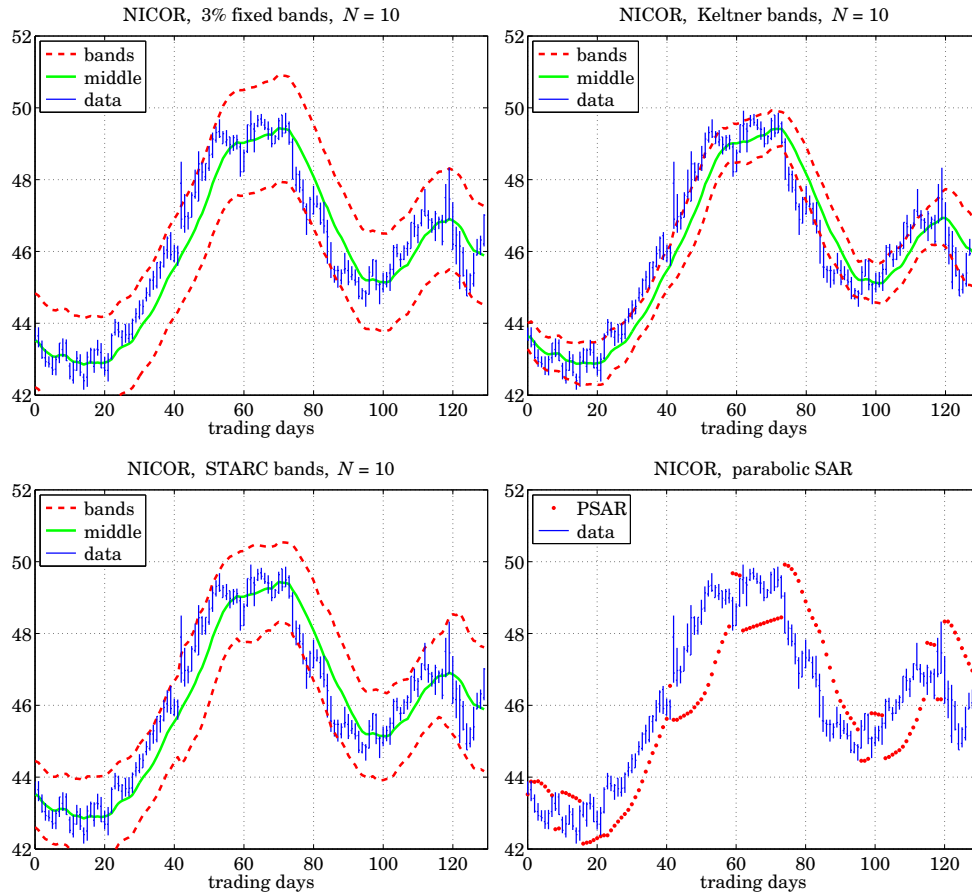 NICOR, 3% fixed bands, N = 10
52
50
48
46
44
42
0 20 40 60 80 100 120
trading days
bands
middle
data
NICOR, Keltner bands, N = 10
52
50
48
46
44
42
0 20 40 60 80 100 120
trading days
bands
middle
data
NICOR, STARC bands, N = 10
52
50
48
46
44
42
0 20 40 60 80 100 120
trading days
bands
middle
data
NICOR, parabolic SAR
52
50
48
46
44
42
0 20 40 60 80 100 120
trading days
PSAR
data